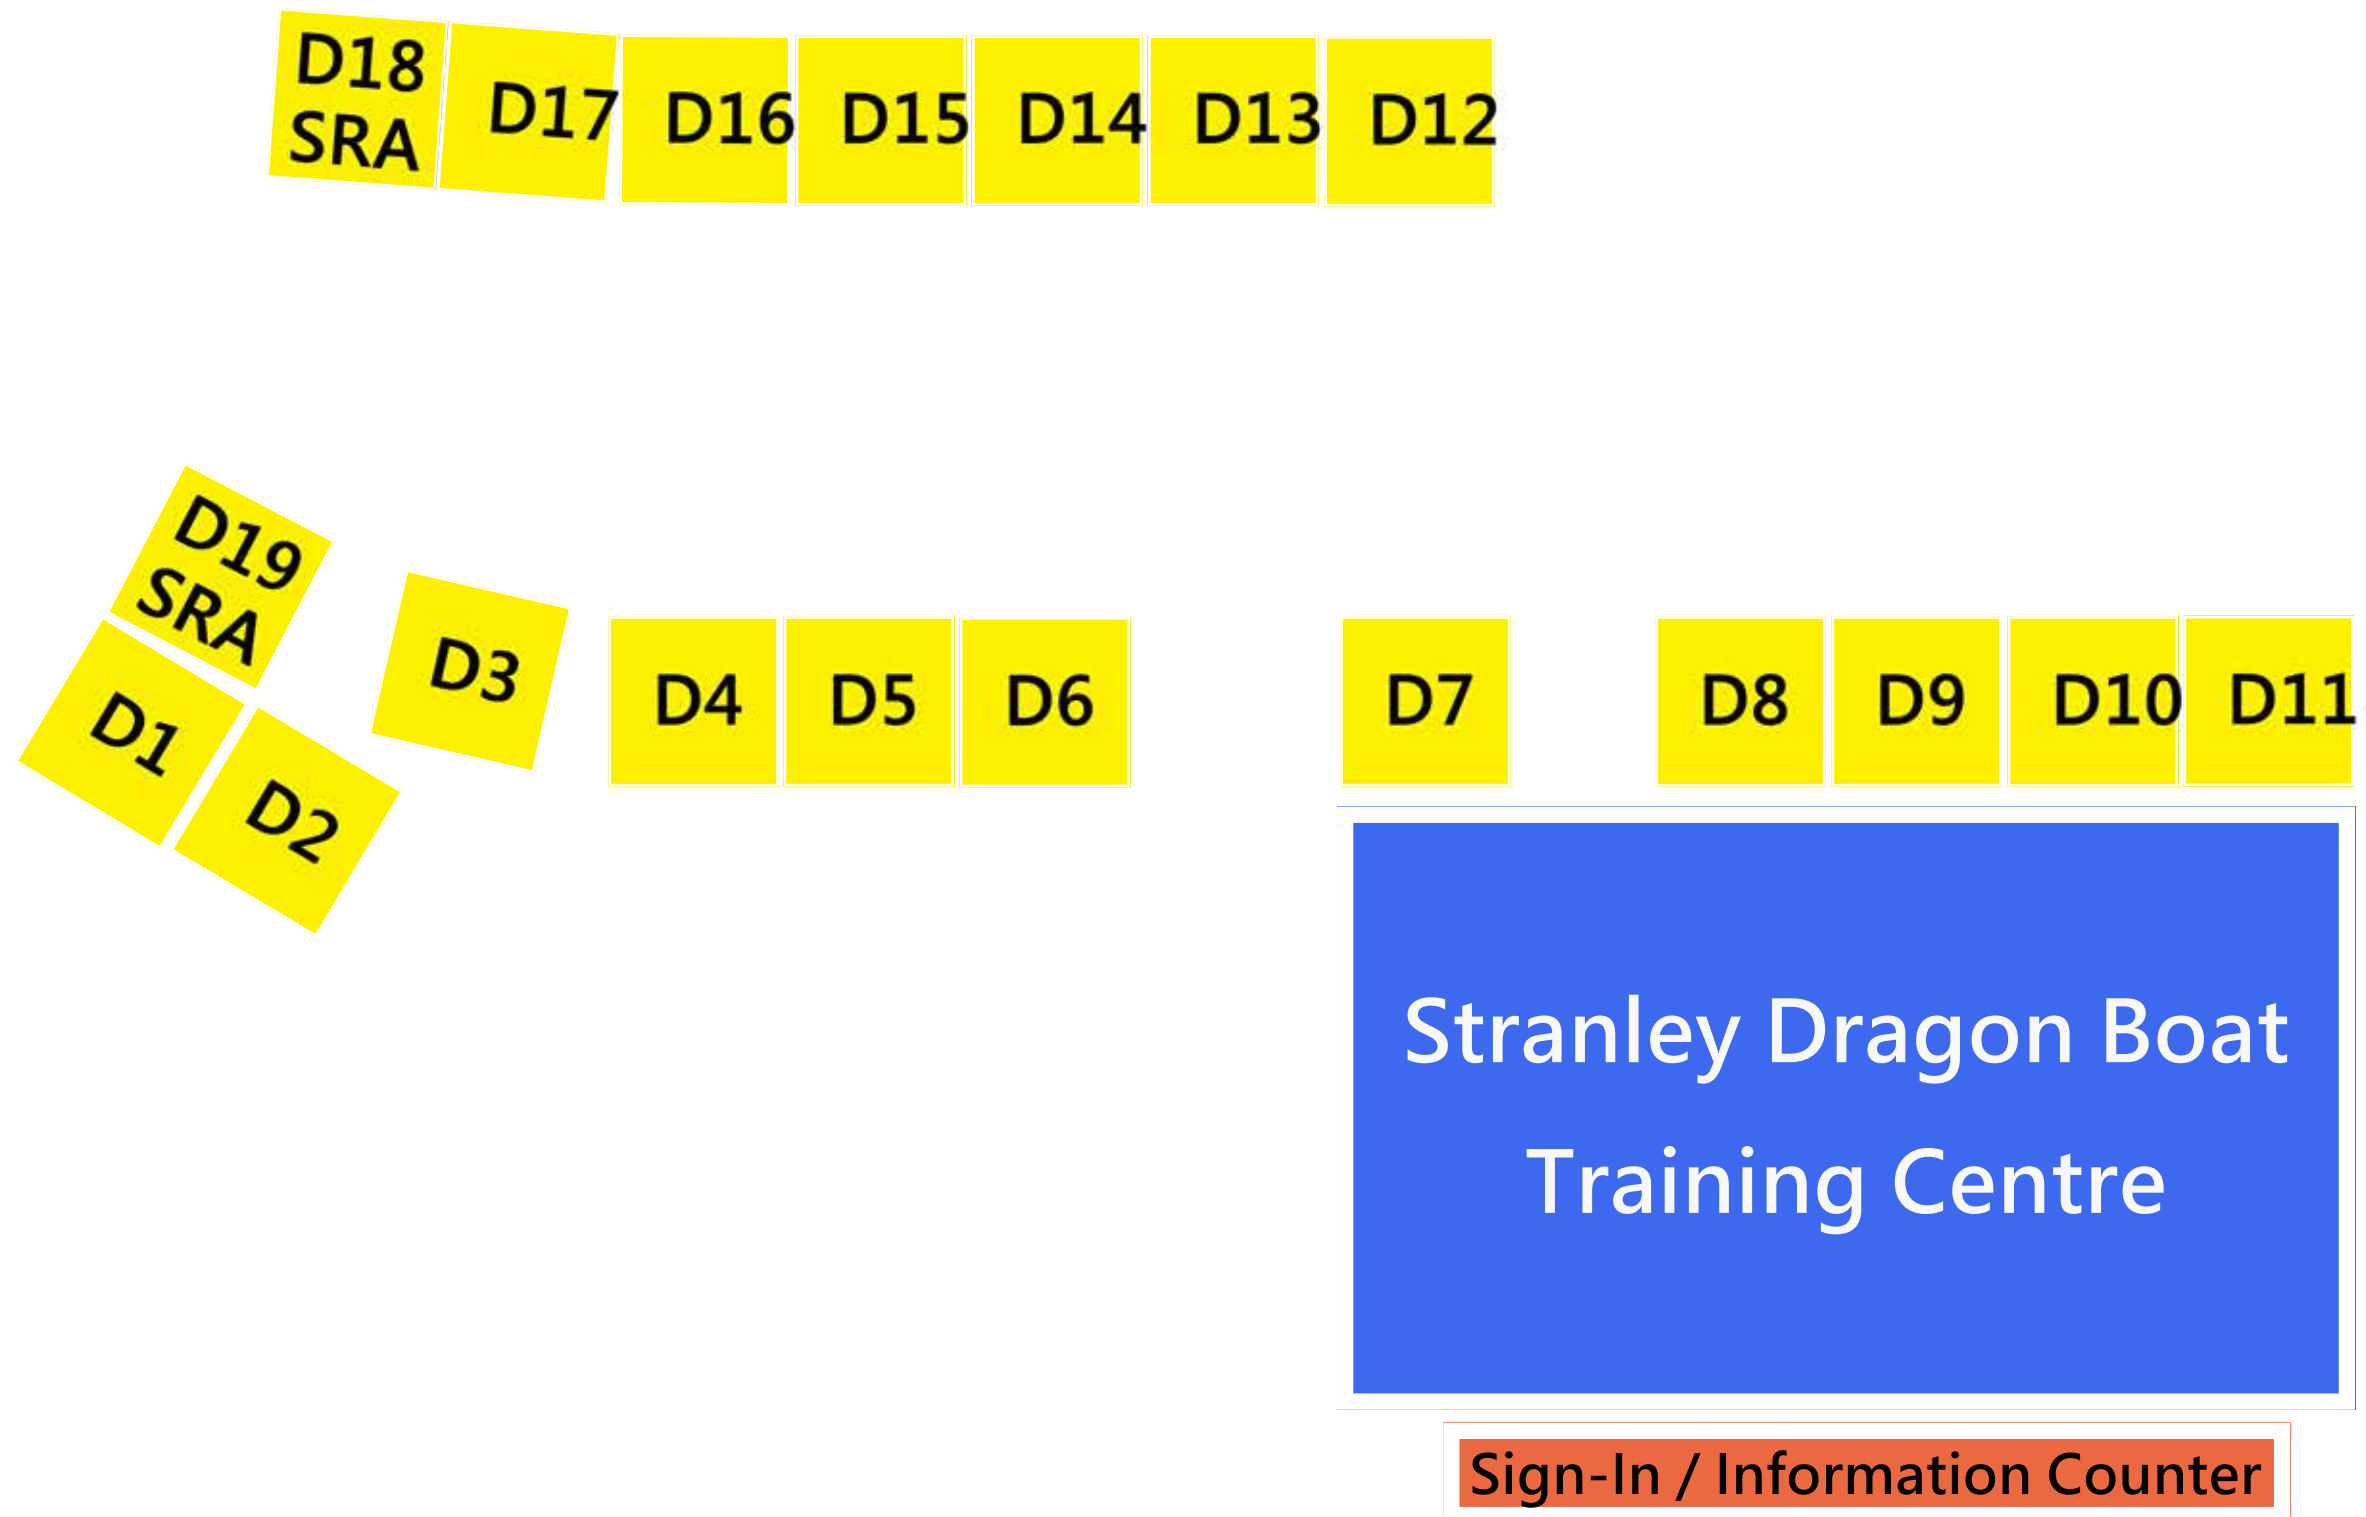 D18
SRA
D17
D16
D15
D14
D13
D12
D19
SRA
D1
D2
D3
D4
D5
D6
D7
D8
D9
D10
D11
Stranley Dragon Boat
Training Centre
Sign-In / Information Counter